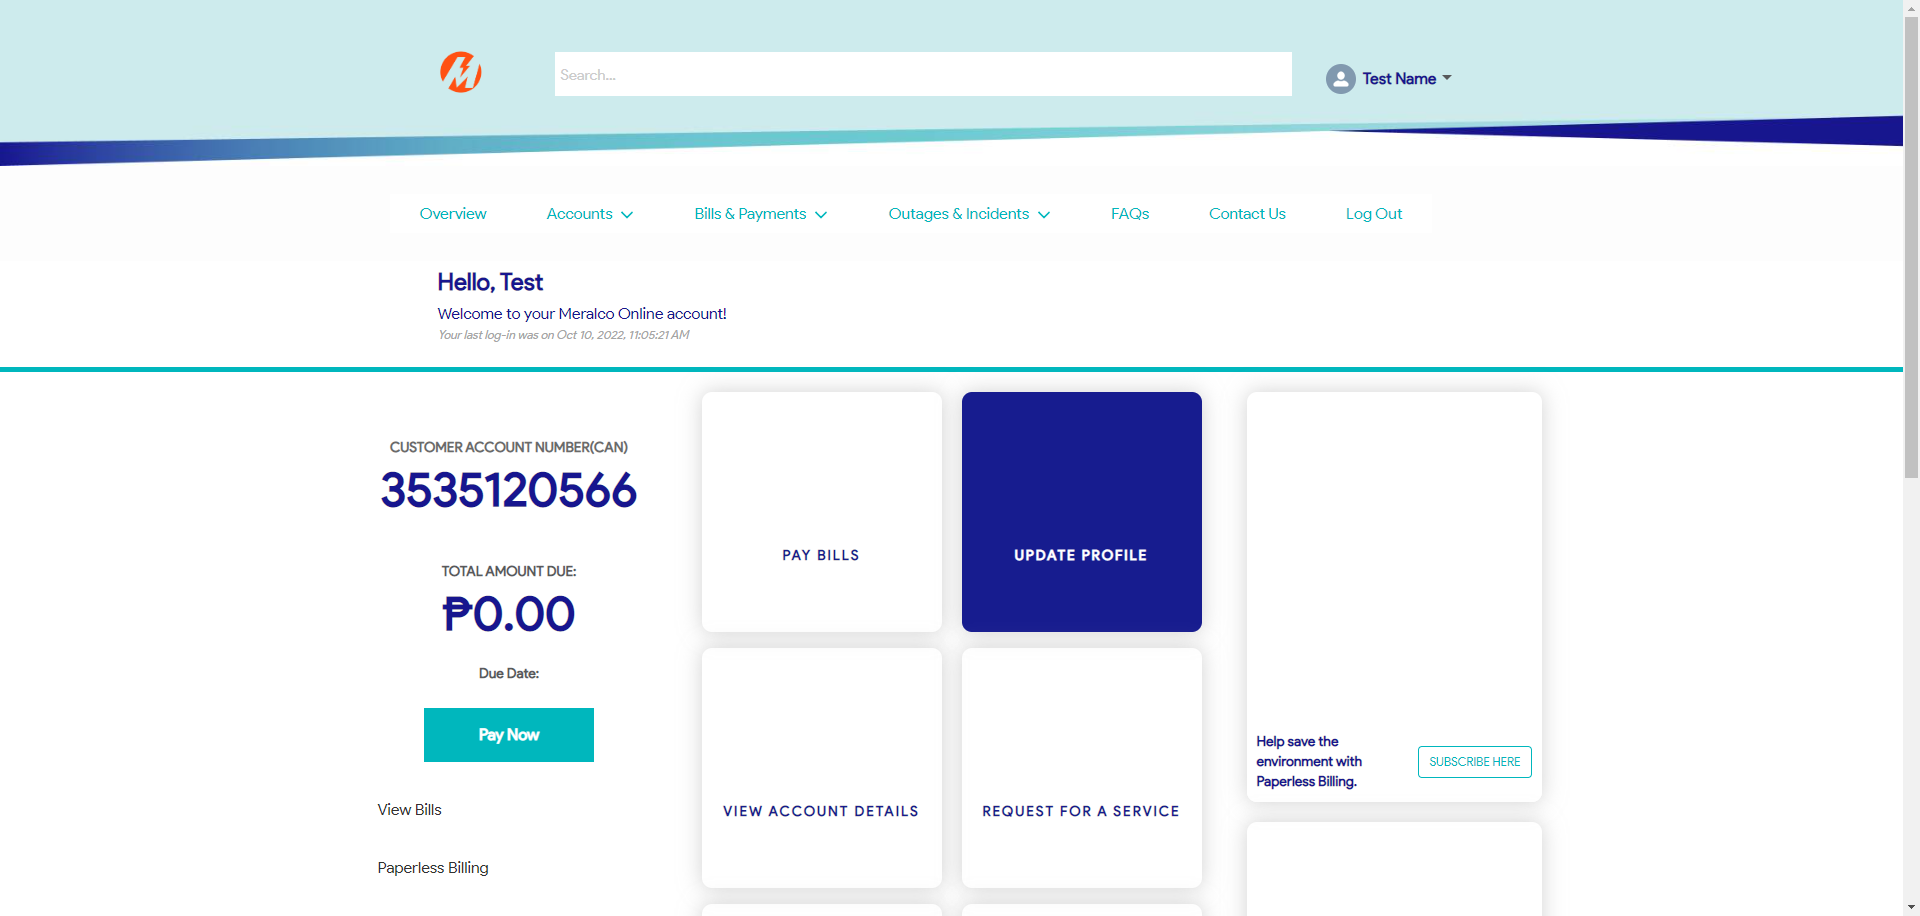 Search...
Test Name
Overview
Accounts
Bills & Payments
Outages & Incidents
FAQs
Contact Us
Log Out
Hello, Test
Welcome to your Meralco Online account!
Your last log-in was on Oct 10, 2022, 11:05:21 AM
CUSTOMER ACCOUNT NUMBER(CAN)
3535120566
TOTAL AMOUNT DUE:
₱0.00
Due Date:
Pay Now
View Bills
Paperless Billing
PAY BILLS
UPDATE PROFILE
VIEW ACCOUNT DETAILS
REQUEST FOR A SERVICE
Help save the
environment with
Paperless Billing.
SUBSCRIBE HERE